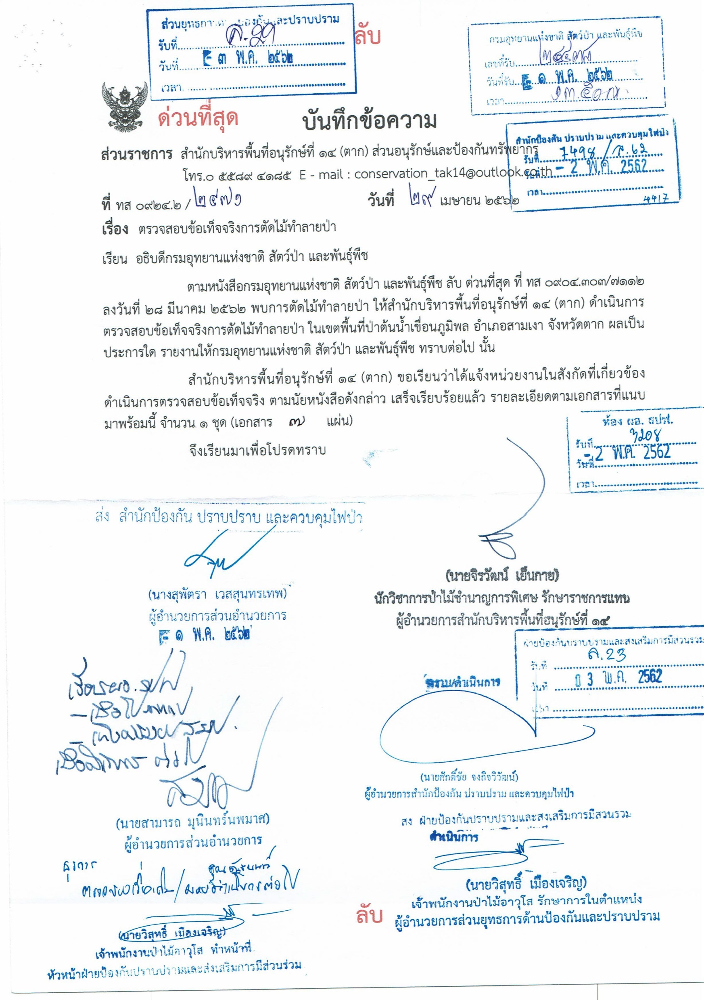 ส่วนยุทธการด้านป้องกันและปราบปราม
รับที่ ล.29
วันที่ - ๓ พ.ค. ๒๕๖๒
เวลา
ลับ
กรมอุทยานแห่งชาติ สัตว์ป่า และพันธุ์พืช
เลขที่รับ
วันที่รับ - ๑ พ.ค. ๒๕๖๒
เวลา ๑๓.๕๐ น.
ด่วนที่สุด
บันทึกข้อความ
สำนักป้องกัน ปราบปราม และควบคุมไฟป่า
รับที่ 1498 / ล.62
วันที่ - 2 พ.ค. 2562
เวลา
4417
ส่วนราชการ สำนักบริหารพื้นที่อนุรักษ์ที่ ๑๔ (ตาก) ส่วนอนุรักษ์และป้องกันทรัพยากร
โทร.๐ ๕๕๘๙ ๔๑๘๕ E - mail : conservation_tak14@outlook.co.th
ที่ ทส ๐๙๒๔.๒ / ๒๔๗๑ วันที่ ๒๙ เมษายน ๒๕๖๒
เรื่อง ตรวจสอบข้อเท็จจริงการตัดไม้ทำลายป่า
เรียน อธิบดีกรมอุทยานแห่งชาติ สัตว์ป่า และพันธุ์พืช
ตามหนังสือกรมอุทยานแห่งชาติ สัตว์ป่า และพันธุ์พืช ลับ ด่วนที่สุด ที่ ทส ๐๙๐๔.๓๐๓/๗๑๑๒
ลงวันที่ ๒๘ มีนาคม ๒๕๖๒ พบการตัดไม้ทำลายป่า ให้สำนักบริหารพื้นที่อนุรักษ์ที่ ๑๔ (ตาก) ดำเนินการ
ตรวจสอบข้อเท็จจริงการตัดไม้ทำลายป่า ในเขตพื้นที่ป่าต้นน้ำเขื่อนภูมิพล อำเภอสามเงา จังหวัดตาก ผลเป็น
ประการใด รายงานให้กรมอุทยานแห่งชาติ สัตว์ป่า และพันธุ์พืช ทราบต่อไป นั้น
สำนักบริหารพื้นที่อนุรักษ์ที่ ๑๔ (ตาก) ขอเรียนว่าได้แจ้งหน่วยงานในสังกัดที่เกี่ยวข้อง
ดำเนินการตรวจสอบข้อเท็จจริง ตามนัยหนังสือดังกล่าว เสร็จเรียบร้อยแล้ว รายละเอียดตามเอกสารที่แนบ
มาพร้อมนี้ จำนวน ๑ ชุด (เอกสาร ๗ แผ่น)
จึงเรียนมาเพื่อโปรดทราบ
ห้อง ผอ. สปฟ.
รับที่ 3208
วันที่ - 2 พ.ค. 2562
เวลา
ส่ง สำนักป้องกัน ปราบปราบ และควบคุมไฟป่า
(นางสุพัตรา เวสสุนทรเทพ)
ผู้อำนวยการส่วนอำนวยการ
- ๑ พ.ค. ๒๕๖๒
(นายจิรวัฒน์ เย็นกาย)
นักวิชาการป่าไม้ชำนาญการพิเศษ รักษาราชการแทน
ผู้อำนวยการสำนักบริหารพื้นที่อนุรักษ์ที่ ๑๔
ฝ่ายป้องกันปราบปรามและส่งเสริมการมีส่วนร่วม
รับที่ ล.23
วันที่ 0 3 พ.ค. 2562
เวลา
ทราบ/ดำเนินการ
เรียน ผอ. สปฟ.
– เพื่อโปรดทราบ
(นายศักดิ์ชัย จงกิจวิวัฒน์)
ผู้อำนวยการสำนักป้องกัน ปราบปราม และควบคุมไฟป่า
(นายสามารถ มุนินทร์นพมาศ)
ผู้อำนวยการส่วนอำนวยการ
ส่ง ฝ่ายป้องกันปราบปรามและส่งเสริมการมีส่วนร่วม
ดำเนินการ
(นายวิสุทธิ์ เมืองเจริญ)
เจ้าพนักงานป่าไม้อาวุโส รักษาการในตำแหน่ง
ผู้อำนวยการส่วนยุทธการด้านป้องกันและปราบปราม
ธุรการ
ลับ
(นายวิสุทธิ์ เมืองเจริญ)
เจ้าพนักงานป่าไม้อาวุโส ทำหน้าที่
หัวหน้าฝ่ายป้องกันปราบปรามและส่งเสริมการมีส่วนร่วม